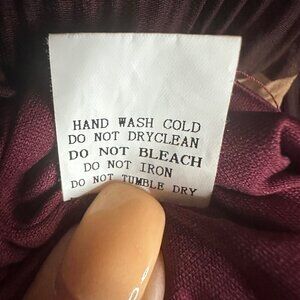 HAND WASH COLD
DO NOT DRYCLEAN
DO NOT BLEACH
DO NOT IRON
DO NOT TUMBLE DRY